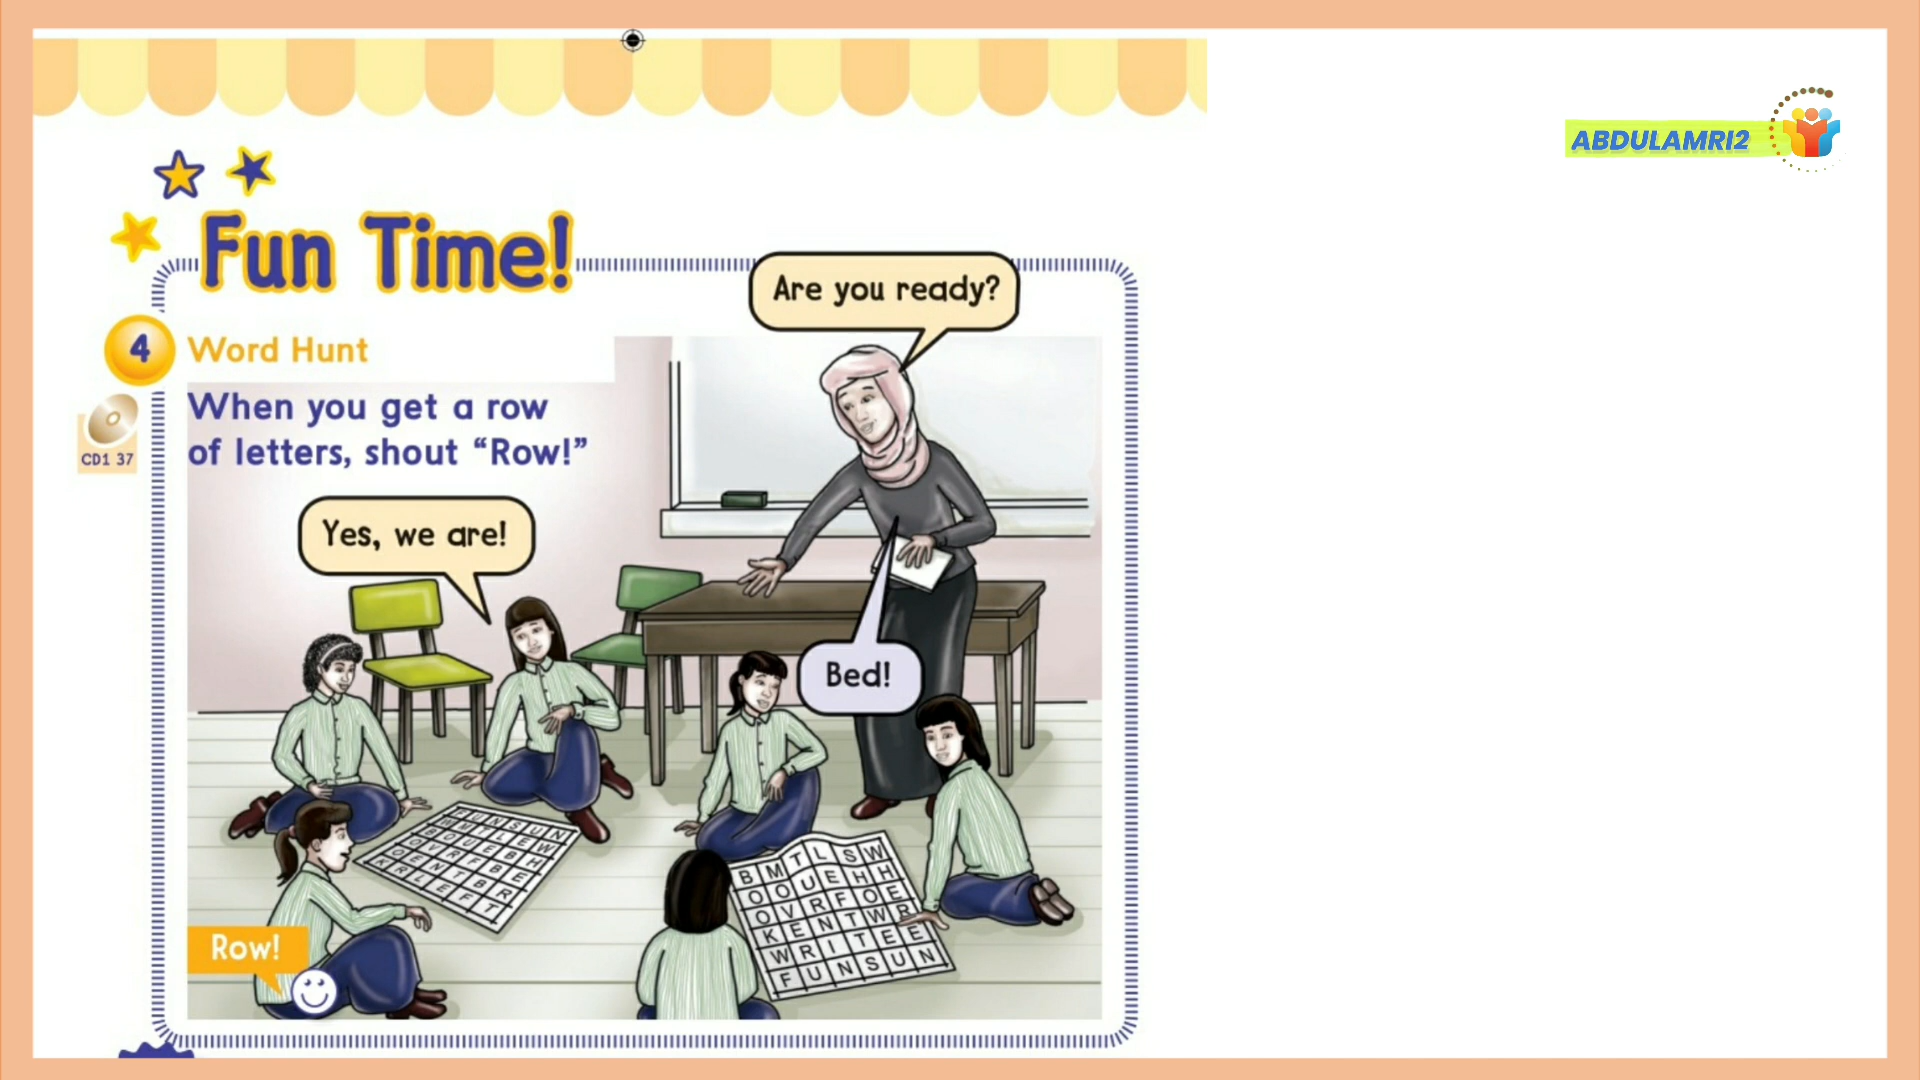 ABDULAMRI2
Fun Time!
Are you ready?
4
Word Hunt
When you get a row
of letters, shout “Row!”
CD1 37
Yes, we are!
Bed!
F U N S U N
B M T L S W
O O U E H H
O V R F O E
K E N T W R
W R I T E E
F U N S U N
Row!